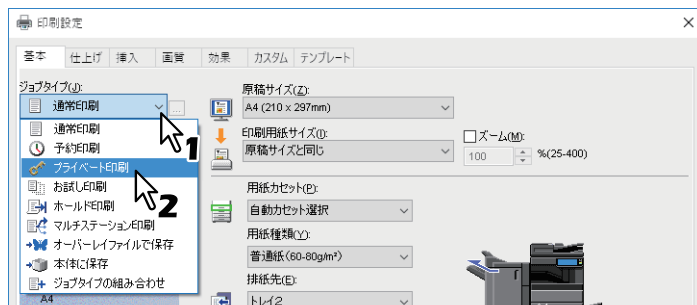 印刷設定
基本 仕上げ 挿入 画質 効果 カスタム テンプレート
ジョブタイプ(J):
通常印刷
...
通常印刷
予約印刷
プライベート印刷
お試し印刷
ホールド印刷
マルチステーション印刷
オーバーレイファイルで保存
本体に保存
ジョブタイプの組み合わせ
A4
1
2
原稿サイズ(Z):
A4 (210 x 297mm)
印刷用紙サイズ(I):
原稿サイズと同じ
ズーム(M):
100 %(25-400)
用紙カセット(P):
自動カセット選択
用紙種類(Y):
普通紙(60-80g/m²)
排紙先(E):
トレイ2